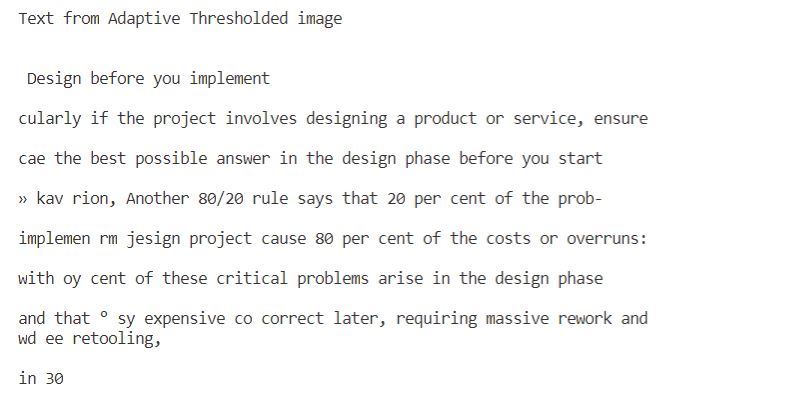 Text from Adaptive Thresholded image
Design before you implement
cularly if the project involves designing a product or service, ensure
cae the best possible answer in the design phase before you start
» kav rion, Another 80/20 rule says that 20 per cent of the prob-
implemen rm jesign project cause 80 per cent of the costs or overruns:
with oy cent of these critical problems arise in the design phase
and that ° sy expensive co correct later, requiring massive rework and
wd ee retooling,
in 30